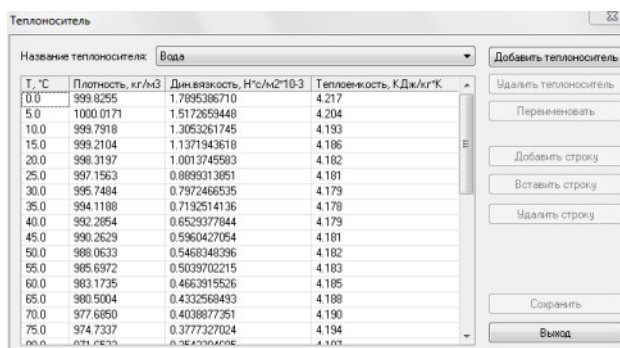 Теплоноситель
Название теплоносителя: Вода
Добавить теплоноситель
Удалить теплоноситель
Переименовать
Добавить строку
Вставить строку
Удалить строку
Сохранить
Выход
T, °C Плотность, кг/м3 Дин.вязкость, Н*с/м2*10-3 Теплоемкость, КДж/кг*К
0.0 999.8255 1.7895386710 4.217
5.0 1000.0171 1.5172659448 4.204
10.0 999.7918 1.3053261745 4.193
15.0 999.2104 1.1371943618 4.186
20.0 998.3197 1.0013745583 4.182
25.0 997.1563 0.8899313851 4.181
30.0 995.7484 0.7972466535 4.179
35.0 994.1188 0.7192514136 4.178
40.0 992.2854 0.6529377844 4.179
45.0 990.2629 0.5960427054 4.181
50.0 988.0633 0.5468348396 4.182
55.0 985.6972 0.5039702215 4.183
60.0 983.1735 0.4663915526 4.185
65.0 980.5004 0.4332568493 4.188
70.0 977.6850 0.4038877351 4.190
75.0 974.7337 0.3777327024 4.194